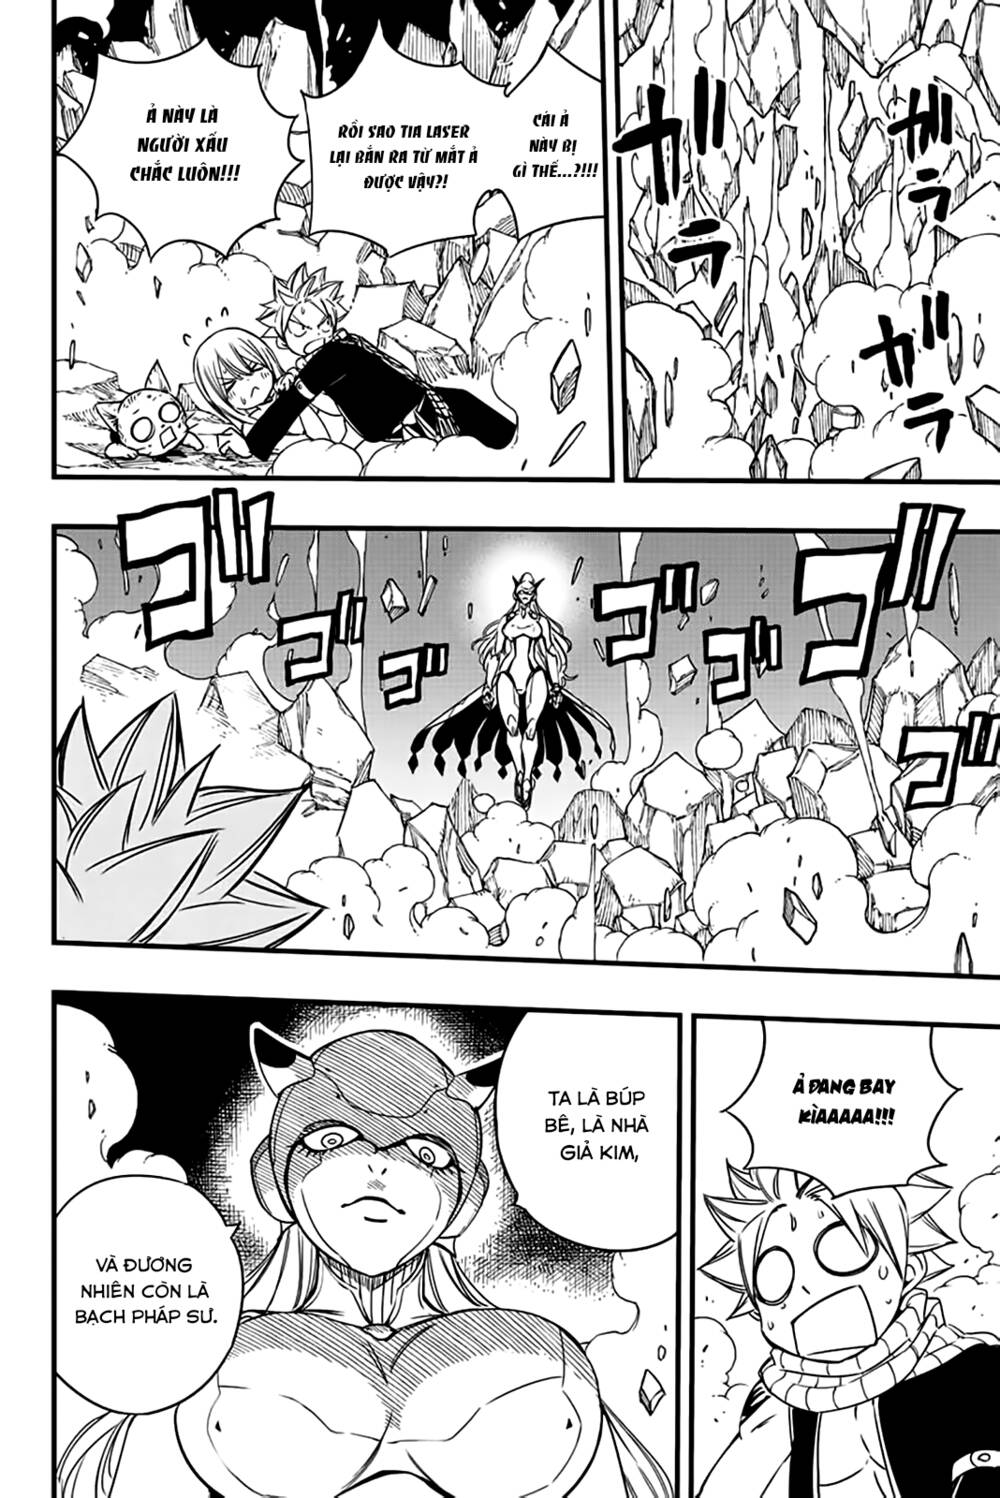 ガラ
ガラ
ガラ
CÁI Ả
NÀY BỊ
GÌ THẾ...?!!!
RỒI SAO TIA LASER
LẠI BẮN RA TỪ MẮT Ả
ĐƯỢC VẬY?!
Ả NÀY LÀ
NGƯỜI XẤU
CHẮC LUÔN!!!
ゴゴ
ゴゴ
ゴゴ
ゴ
Ả ĐANG BAY
KÌAAAAA!!!
TA LÀ BÚP
BÊ, LÀ NHÀ
GIẢ KIM,
VÀ ĐƯƠNG
NHIÊN CÒN LÀ
BẠCH PHÁP SƯ.